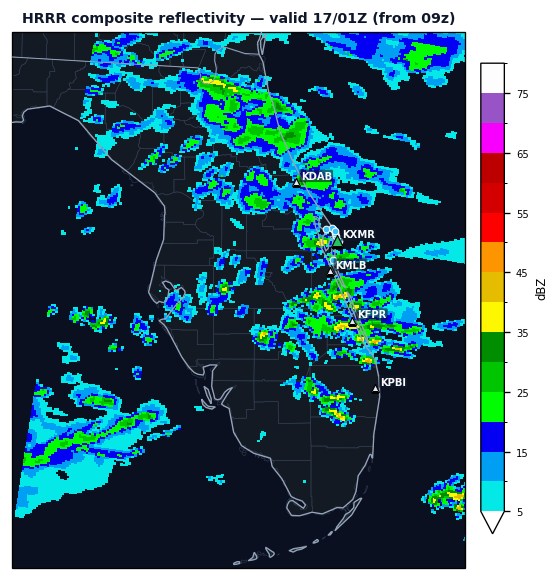 HRRR composite reflectivity — valid 17/01Z (from 09z)
KDAB
KXMR
KMLB
KFPR
KPBI
75
65
55
45
35
25
15
5
dBZ